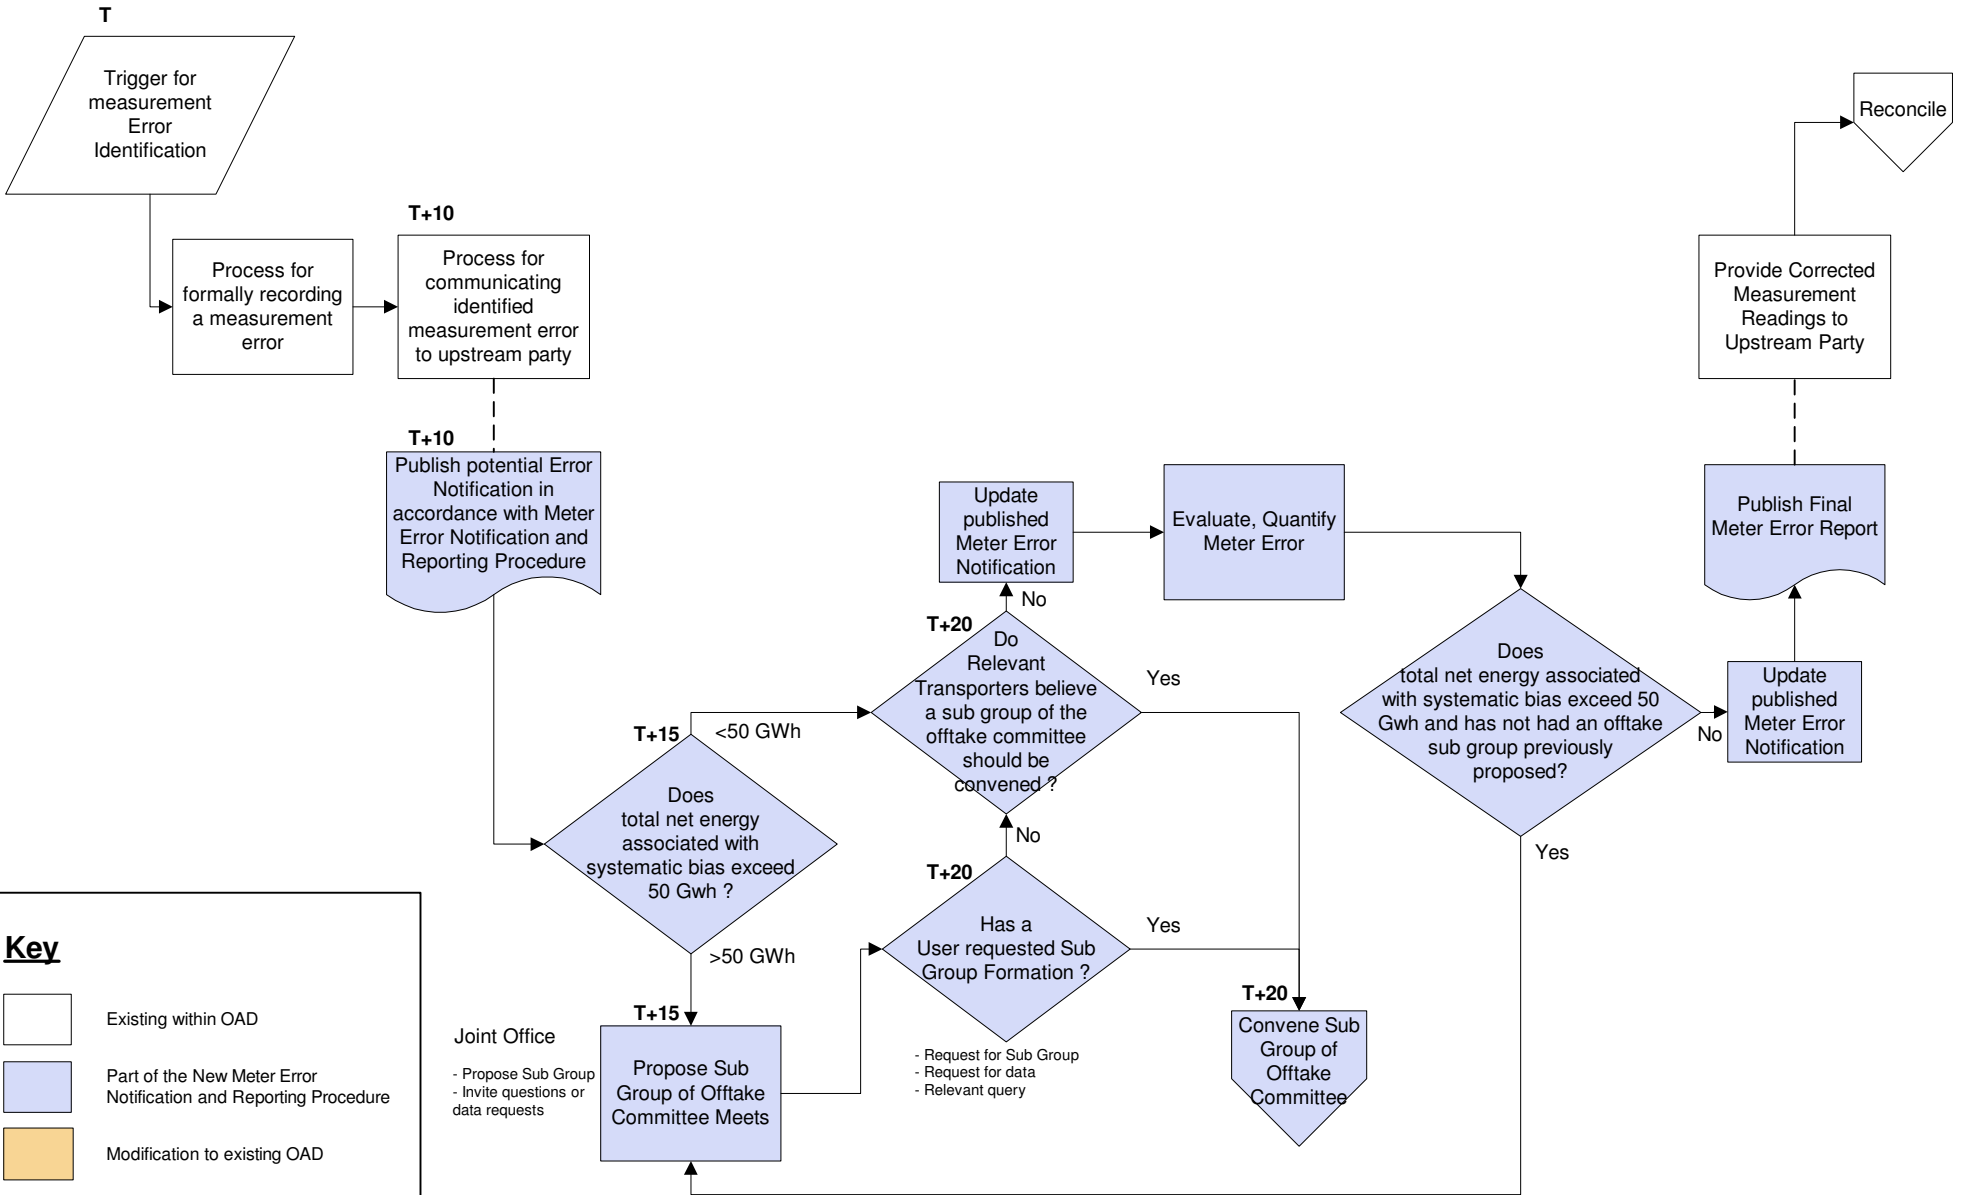 T
Trigger for
measurement
Error
Identification
Process for
formally recording
a measurement
error
T+10
Process for
communicating
identified
measurement error
to upstream party
T+10
Publish potential Error
Notification in
accordance with Meter
Error Notification and
Reporting Procedure
T+15
<50 GWh
Does
total net energy
associated with
systematic bias exceed
50 Gwh ?
>50 GWh
T+15
Joint Office
- Propose Sub Group
- Invite questions or
data requests
Propose Sub
Group of Offtake
Committee Meets
T+20
Has a
User requested Sub
Group Formation ?
- Request for Sub Group
- Request for data
- Relevant query
No
Yes
T+20
Do
Relevant
Transporters believe
a sub group of the
offtake committee
should be
convened ?
No
Yes
T+20
Convene Sub
Group of
Offtake
Committee
Update
published
Meter Error
Notification
Evaluate, Quantify
Meter Error
Does
total net energy associated
with systematic bias exceed 50
Gwh and has not had an offtake
sub group previously
proposed?
Yes
No
Update
published
Meter Error
Notification
Publish Final
Meter Error Report
Provide Corrected
Measurement
Readings to
Upstream Party
Reconcile
Key
Existing within OAD
Part of the New Meter Error
Notification and Reporting Procedure
Modification to existing OAD